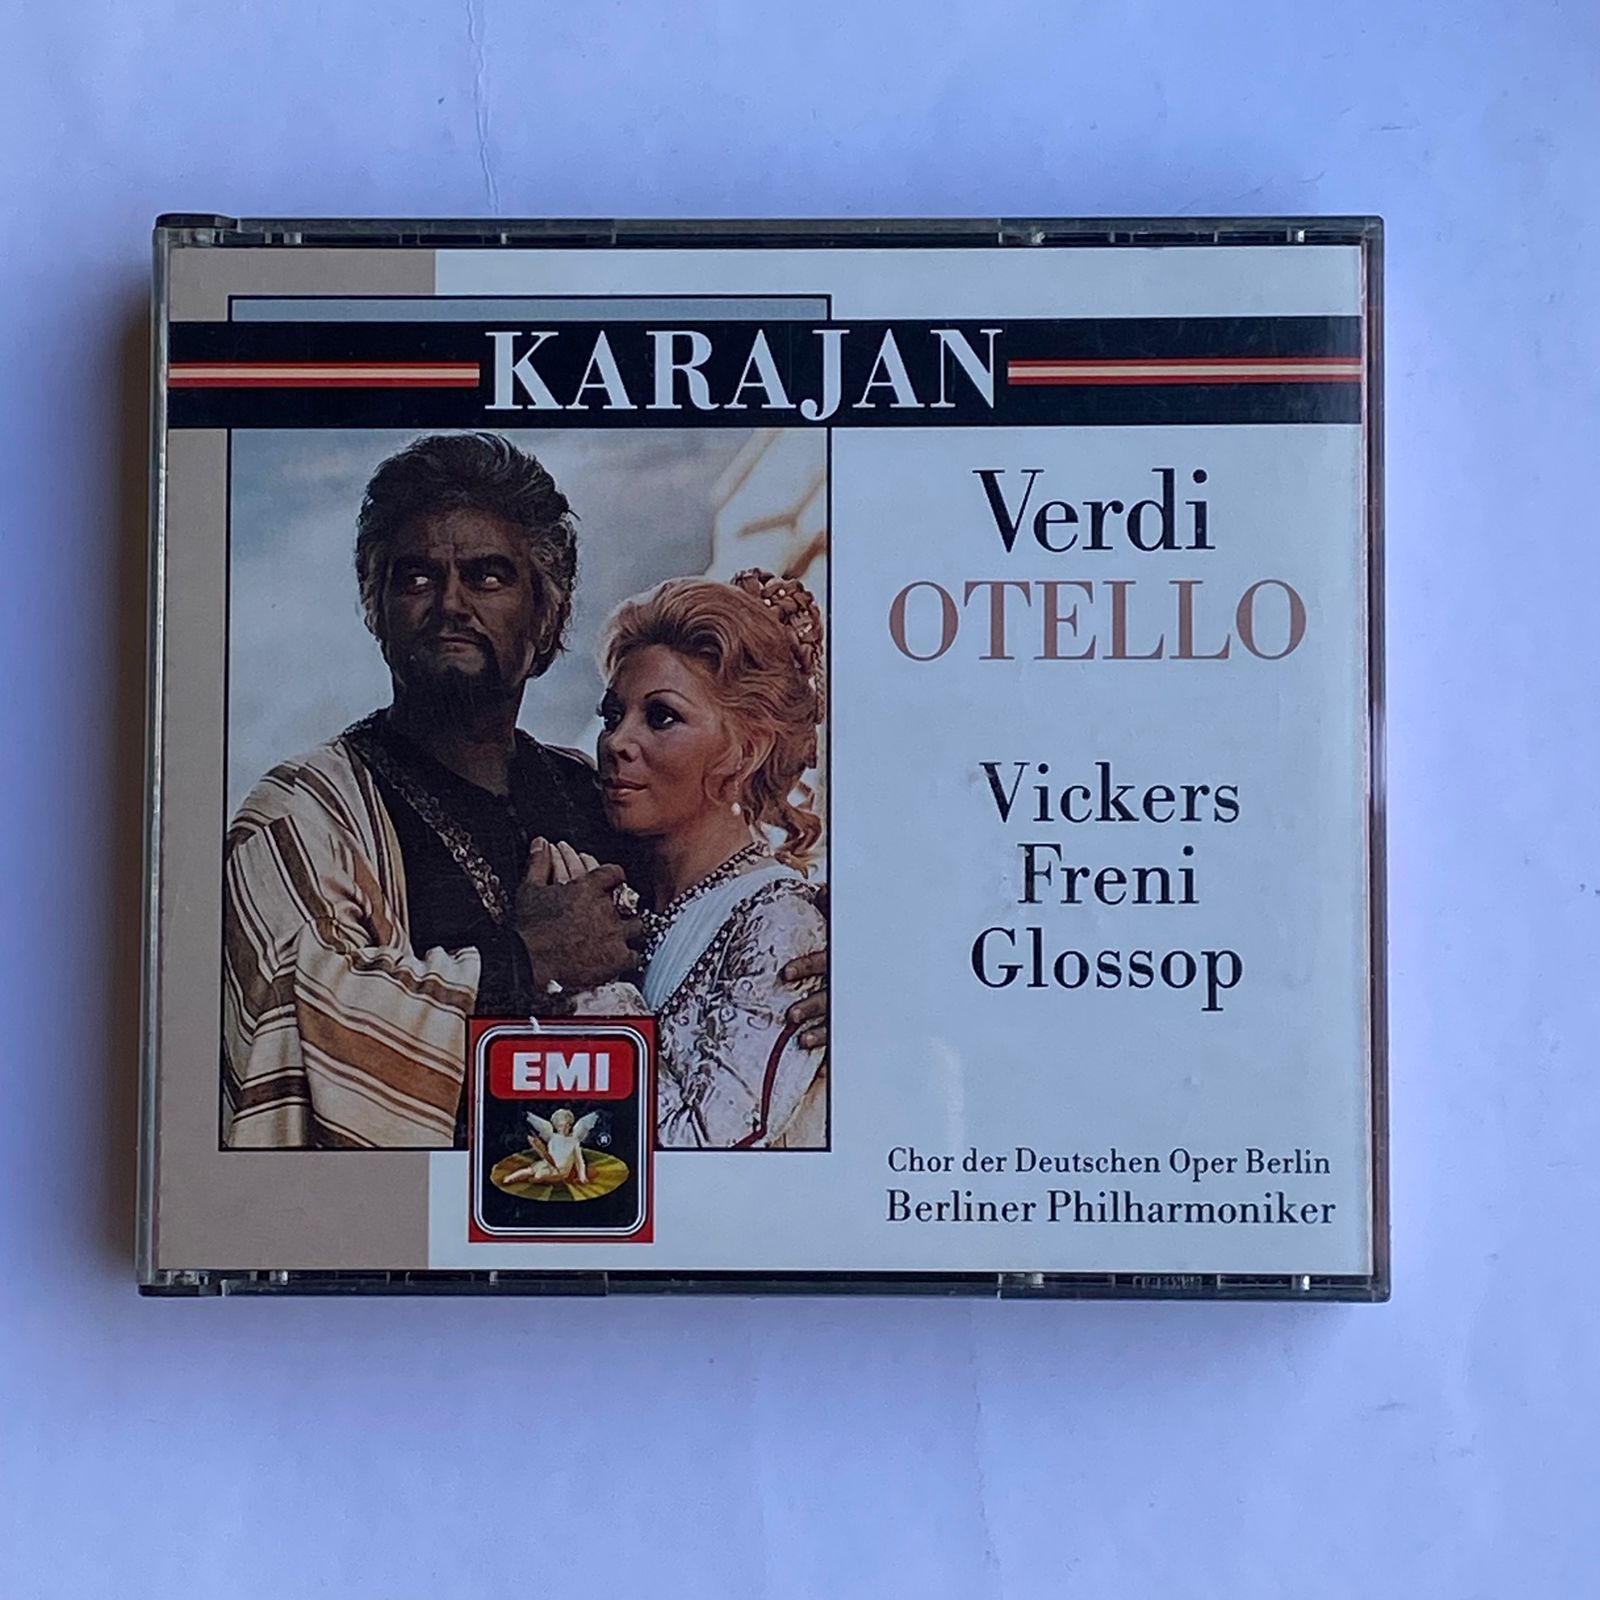 KARAJAN
Verdi
OTELLO
Vickers
Freni
Glossop
EMI
®
Chor der Deutschen Oper Berlin
Berliner Philharmoniker